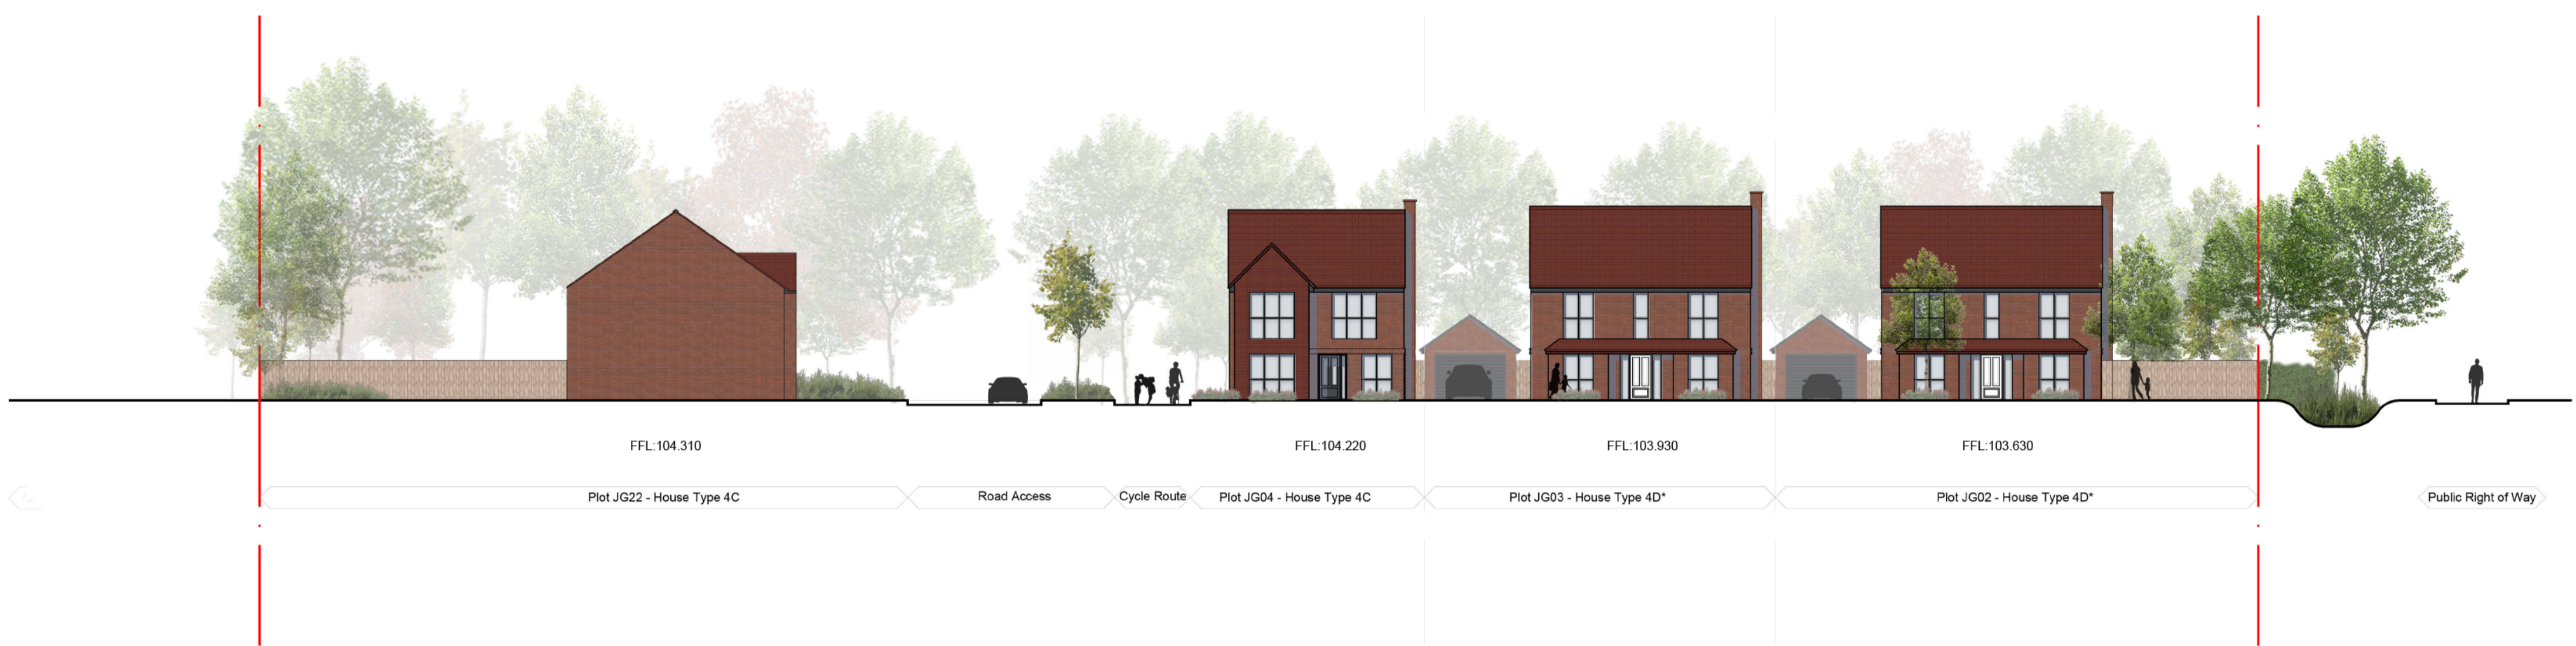 FFL:104.310
FFL:104.220
FFL:103.930
FFL:103.630
Plot JG22 - House Type 4C
Road Access
Cycle Route
Plot JG04 - House Type 4C
Plot JG03 - House Type 4D*
Plot JG02 - House Type 4D*
Public Right of Way